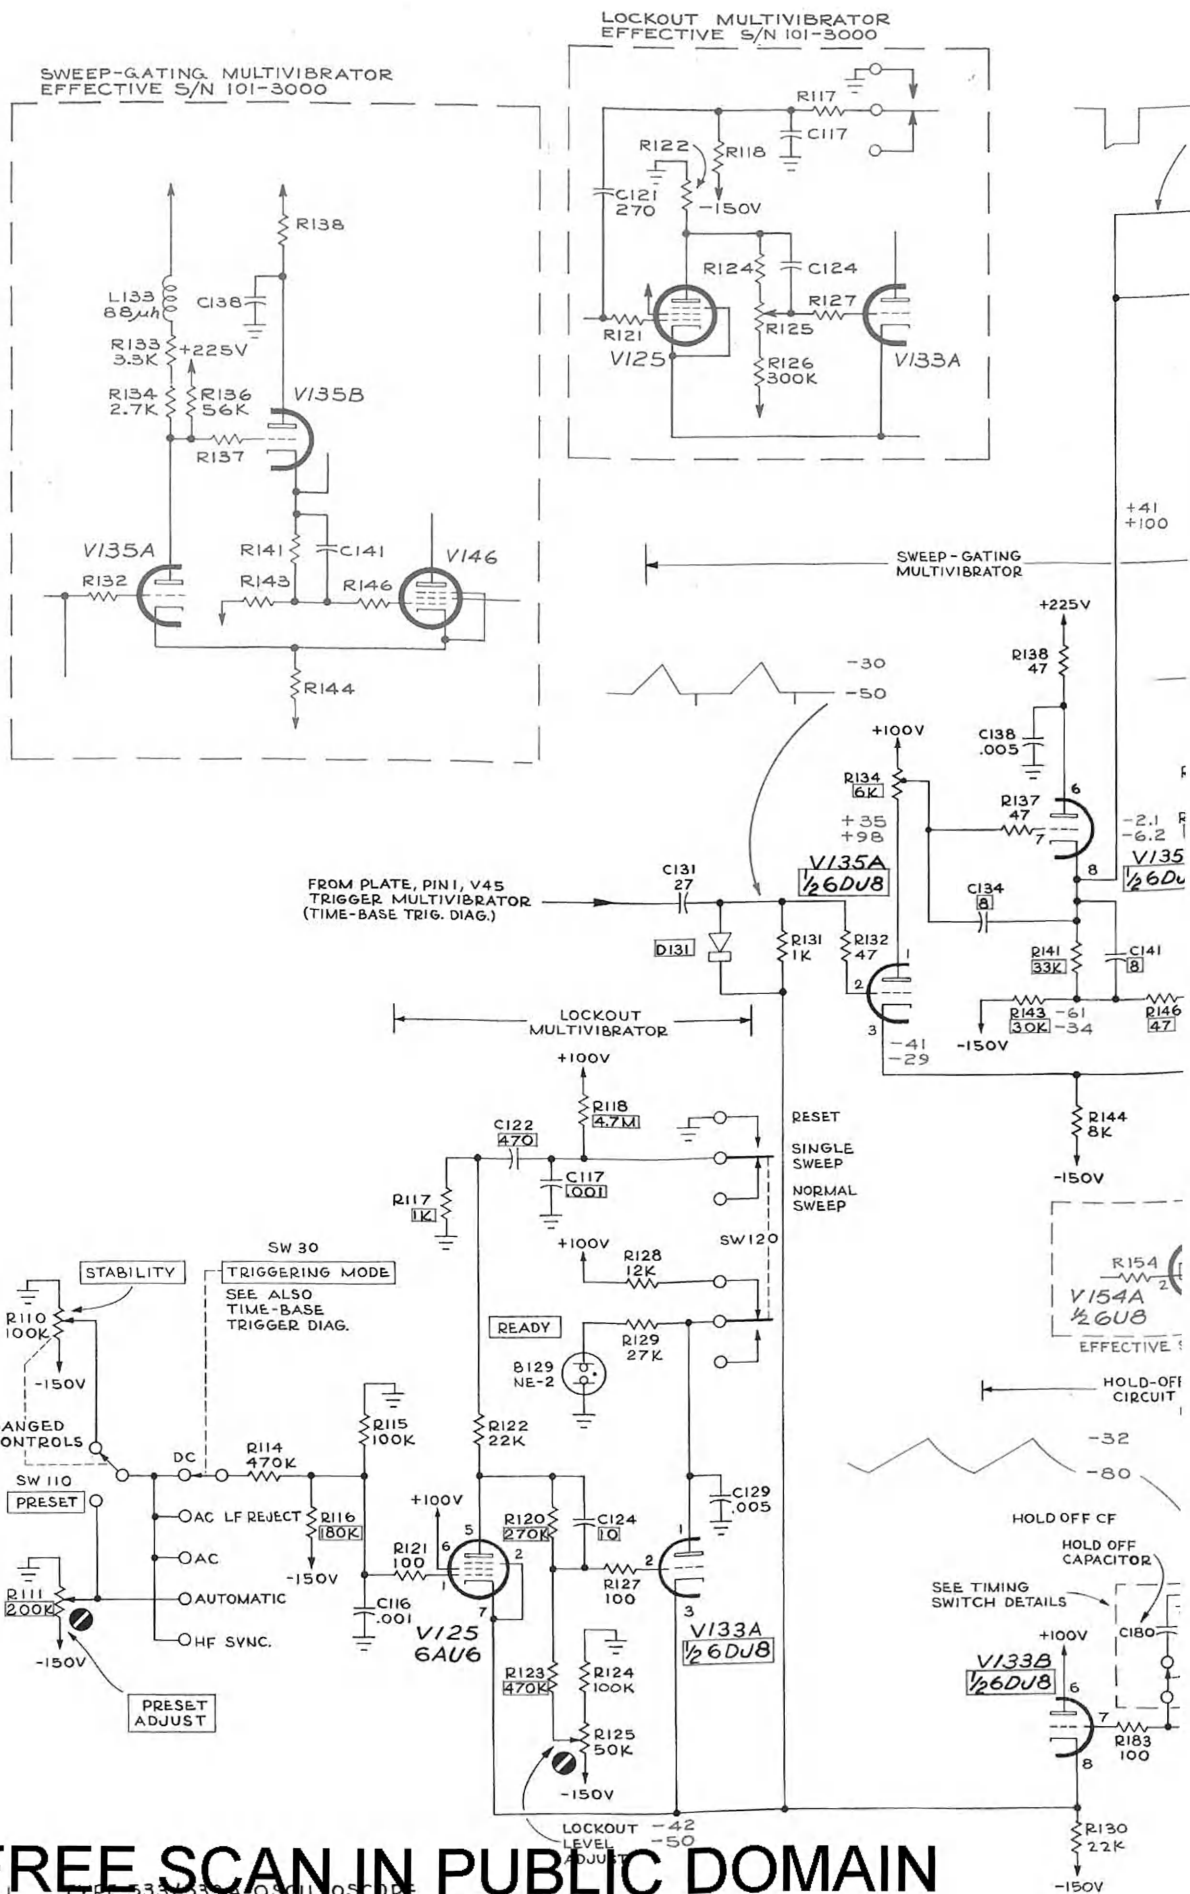 LOCKOUT MULTIVIBRATOR
EFFECTIVE S/N 101-3000
SWEEP-GATING MULTIVIBRATOR
EFFECTIVE S/N 101-3000
R117
C117
R122
R118
C121
270
-150V
R124
C124
R127
R121
R125
V125
R126
300K
V133A
R138
L133
88µh
C138
R133
3.3K
+225V
R134
2.7K
R136
56K
V135B
R137
V135A
R141
C141
V146
R132
R143
R146
R144
+41
+100
SWEEP-GATING
MULTIVIBRATOR
+225V
R138
47
-30
-50
+100V
C138
.005
R134
6K
R137
47
6
7
8
+35
+98
-2.1
-6.2
V135A
1/2 6DU8
V135
FROM PLATE, PIN 1, V45
TRIGGER MULTIVIBRATOR
(TIME-BASE TRIG. DIAG.)
C131
27
C134
8
D131
R131
1K
R132
47
R141
33K
C141
8
1
2
3
R143
30K
-61
-34
R146
47
-150V
-41
-29
LOCKOUT
MULTIVIBRATOR
+100V
R118
4.7M
RESET
R144
8K
C122
470
SINGLE
SWEEP
-150V
R117
1K
C117
.001
NORMAL
SWEEP
SW120
SW 30
+100V
R128
12K
STABILITY
TRIGGERING MODE
SEE ALSO
TIME-BASE
TRIGGER DIAG.
R154
2
V154A
1/2 6U8
R110
100K
READY
R129
27K
EFFECTIVE
B129
NE-2
-150V
HOLD-OFF
CIRCUIT
ANGED
ONTROLS
R115
100K
R122
22K
-32
-80
DC
R114
470K
SW 110
PRESET
AC LF REJECT
R116
180K
+100V
R120
270K
C124
10
C129
.005
HOLD OFF CF
AC
R121
100
5
6
1
2
7
1
2
3
HOLD OFF
CAPACITOR
-150V
R127
100
SEE TIMING
SWITCH DETAILS
R111
200K
AUTOMATIC
C116
.001
C180
HF SYNC.
V125
6AU6
V133A
1/2 6DU8
+100V
-150V
V133B
1/2 6DU8
R123
470K
R124
100K
6
7
8
PRESET
ADJUST
R125
50K
R183
100
-150V
LOCKOUT
LEVEL
ADJUST
-42
-50
R130
22K
-150V
FREE SCAN IN PUBLIC DOMAIN
TYPE 533/533A OSCILLOSCOPE